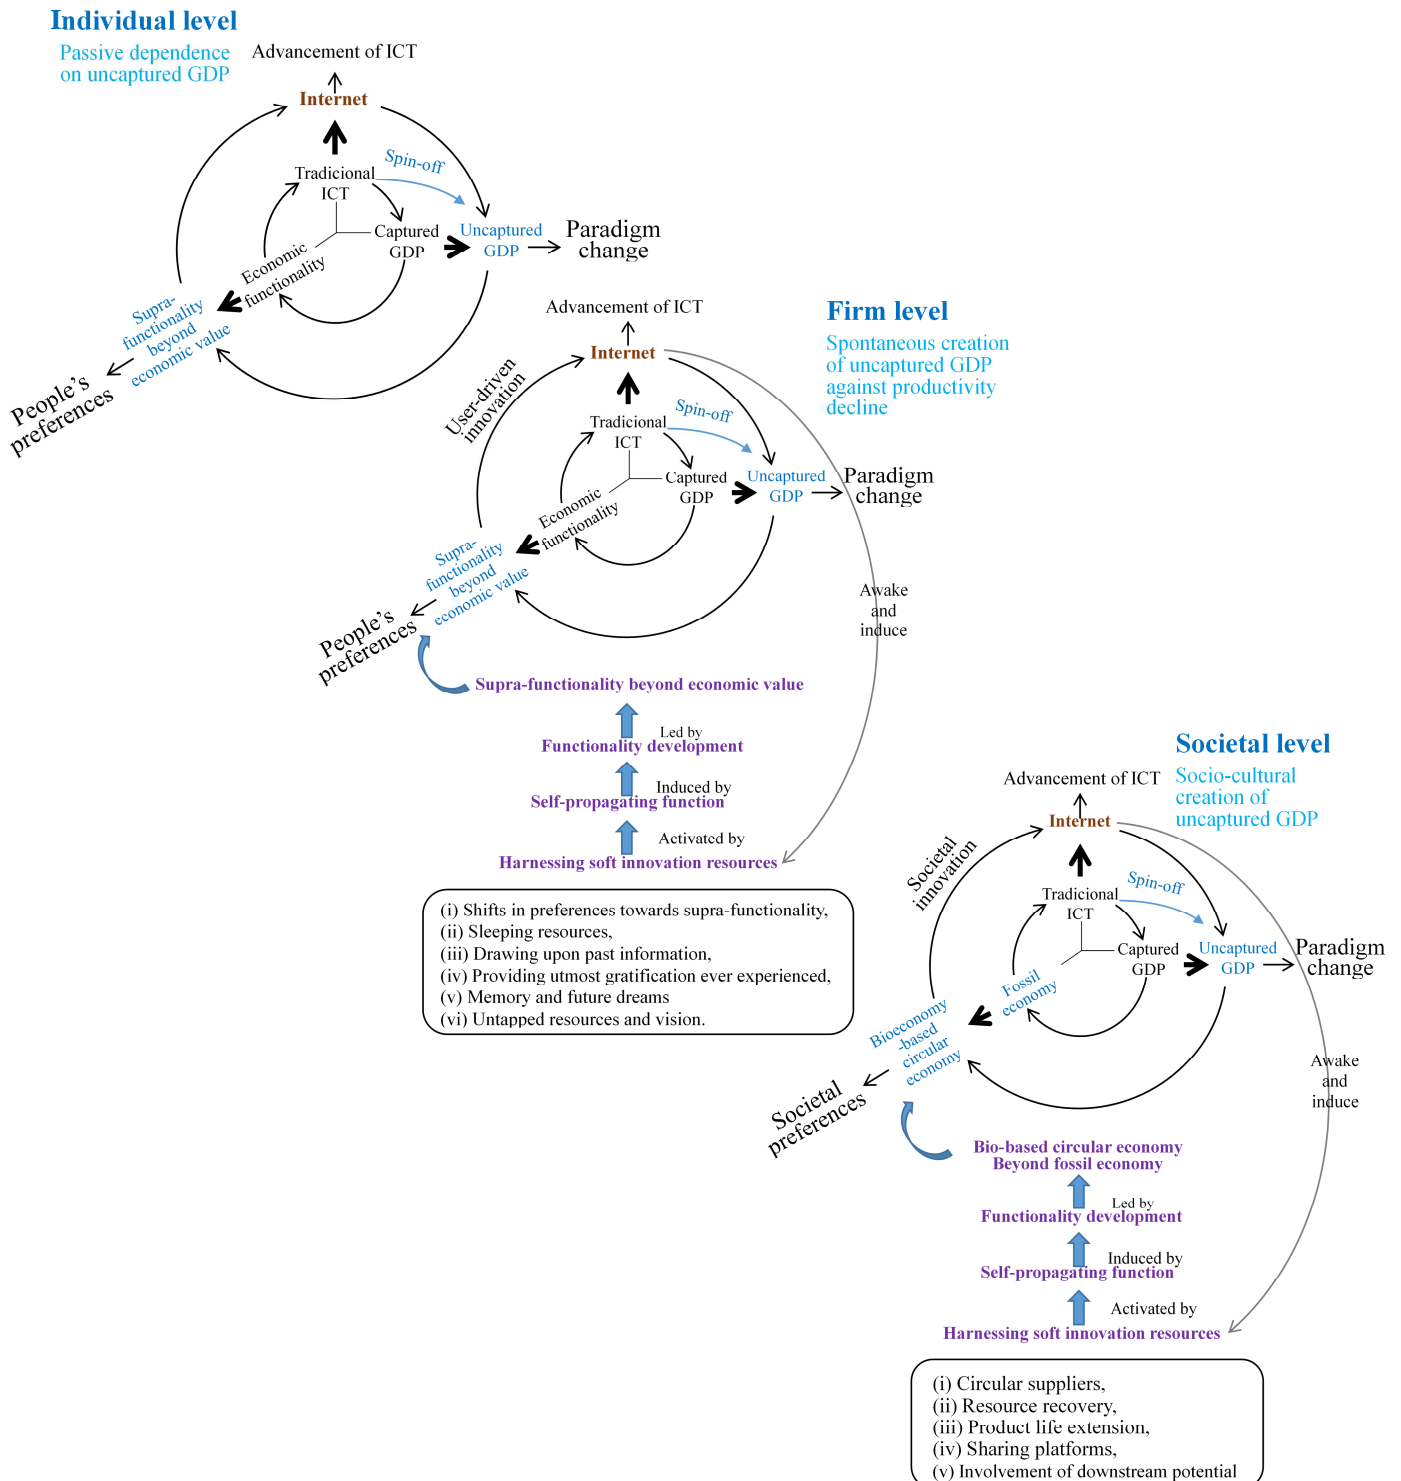 Individual level
Passive dependence
on uncaptured GDP
Advancement of ICT
Internet
Spin-off
Tradicional
ICT
Captured
GDP
Uncaptured
GDP
Paradigm
change
Economic
functionality
Supra-
functionality
beyond
economic value
People's
preferences
Firm level
Spontaneous creation
of uncaptured GDP
against productivity
decline
Advancement of ICT
Internet
User-driven
innovation
Spin-off
Tradicional
ICT
Captured
GDP
Uncaptured
GDP
Paradigm
change
Economic
functionality
Supra-
functionality
beyond
economic value
People's
preferences
Awake
and
induce
Supra-functionality beyond economic value
Led by
Functionality development
Induced by
Self-propagating function
Activated by
Harnessing soft innovation resources
(i) Shifts in preferences towards supra-functionality,
(ii) Sleeping resources,
(iii) Drawing upon past information,
(iv) Providing utmost gratification ever experienced,
(v) Memory and future dreams
(vi) Untapped resources and vision.
Societal level
Socio-cultural
creation of
uncaptured GDP
Advancement of ICT
Internet
Societal
innovation
Spin-off
Tradicional
ICT
Captured
GDP
Uncaptured
GDP
Paradigm
change
Fossil
economy
Bioeconomy
-based
circular
economy
Societal
preferences
Awake
and
induce
Bio-based circular economy
Beyond fossil economy
Led by
Functionality development
Induced by
Self-propagating function
Activated by
Harnessing soft innovation resources
(i) Circular suppliers,
(ii) Resource recovery,
(iii) Product life extension,
(iv) Sharing platforms,
(v) Involvement of downstream potential